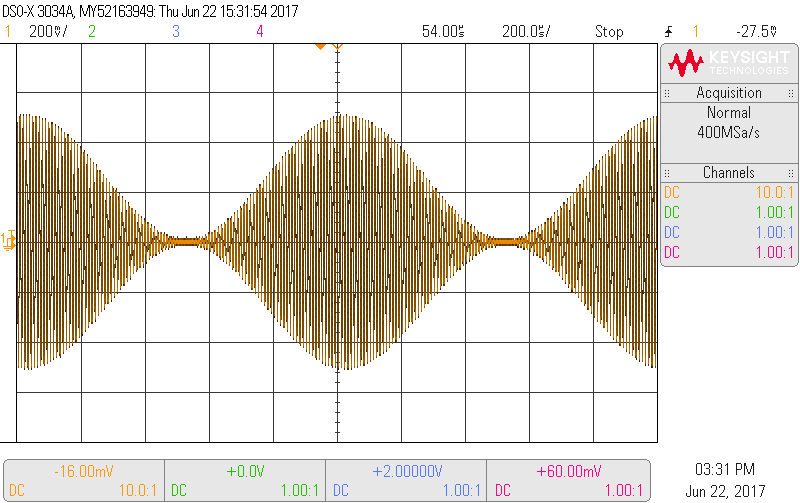 DSO-X 3034A, MY52163949: Thu Jun 22 15:31:54 2017
1 200㎷/ 2 3 4 54.00s 200.0s/ Stop 1 -27.5㎷
KEYSIGHT
TECHNOLOGIES
Acquisition
Normal
400MSa/s
Channels
DC 10.0:1
DC 1.00:1
DC 1.00:1
DC 1.00:1
1
-16.00mV +0.0V +2.00000V +60.00mV
DC 10.0:1 DC 1.00:1 DC 1.00:1 DC 1.00:1
03:31 PM
Jun 22, 2017